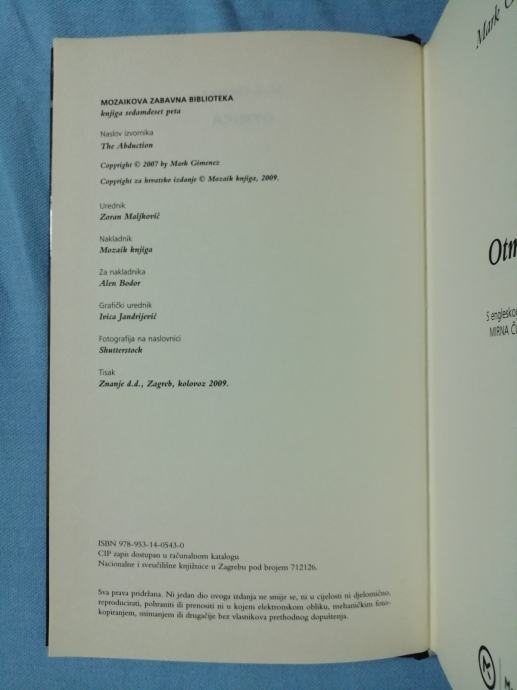 MOZAIKOVA ZABAVNA BIBLIOTEKA
knjiga sedamdeset peta
Naslov izvornika
The Abduction
Copyright © 2007 by Mark Gimenez
Copyright za hrvatsko izdanje © Mozaik knjiga, 2009.
Urednik
Zoran Maljković
Nakladnik
Mozaik knjiga
Za nakladnika
Alen Bodor
Grafički urednik
Ivica Jandrijević
Fotografija na naslovnici
Shutterstock
Tisak
Znanje d.d., Zagreb, kolovoz 2009.
ISBN 978-953-14-0543-0
CIP zapis dostupan u računalnom katalogu
Nacionalne i sveučilišne knjižnice u Zagrebu pod brojem 712126.
Sva prava pridržana. Ni jedan dio ovoga izdanja ne smije se, ni u cijelosti ni djelomično,
reproducirati, pohraniti ili prenositi ni u kojem elektronskom obliku, mehaničkim foto-
kopiranjem, snimanjem ili drugačije bez vlasnikova prethodnog dopuštenja.
Mark
Otm
S engleskog
MIRNA